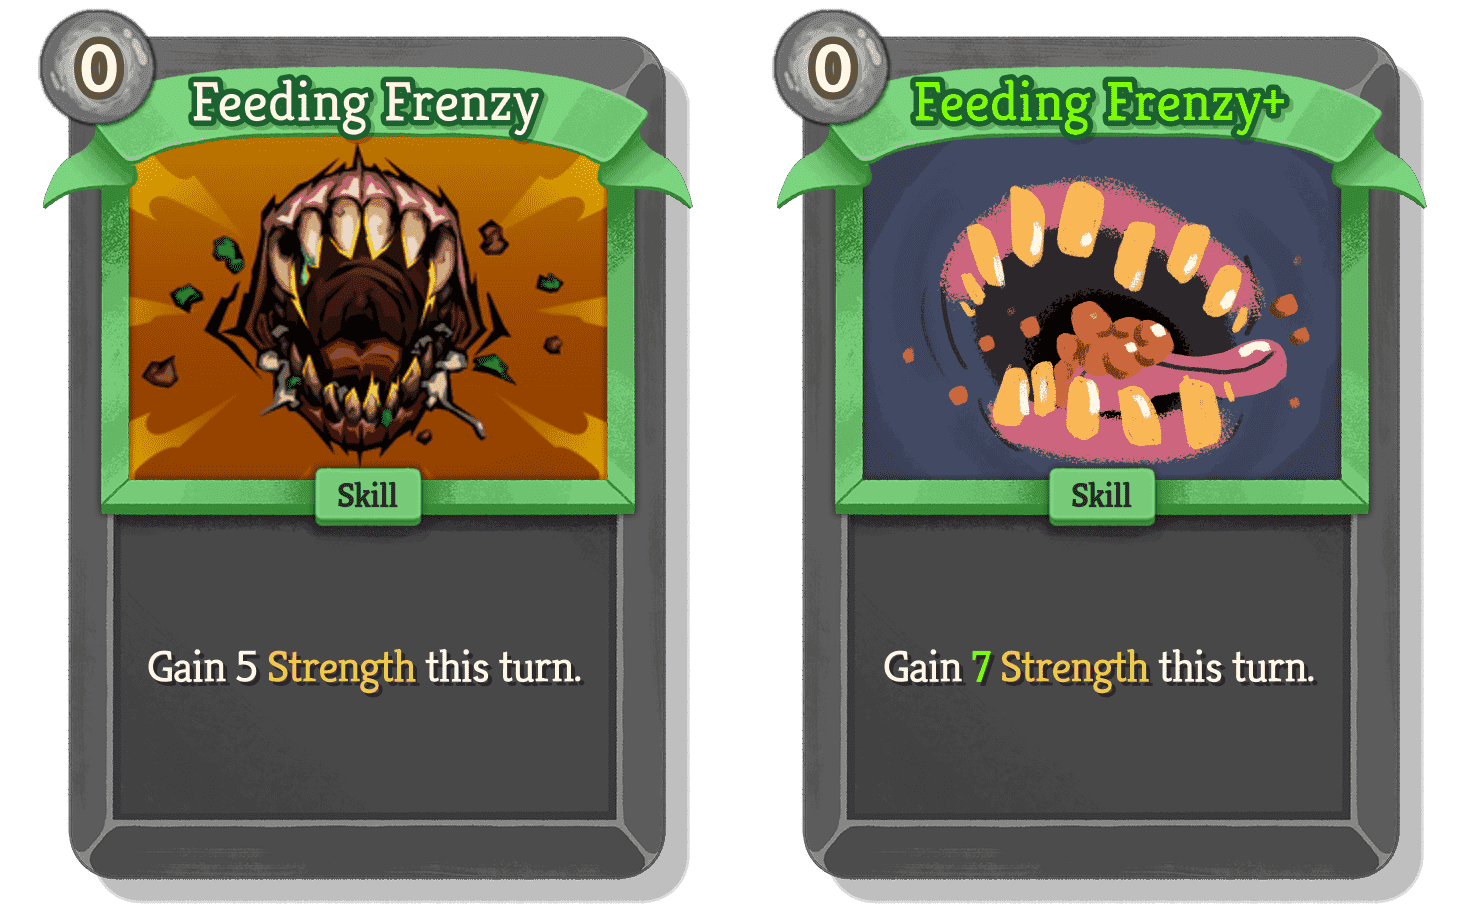 0
Feeding Frenzy
Skill
Gain 5 Strength this turn.
0
Feeding Frenzy+
Skill
Gain 7 Strength this turn.